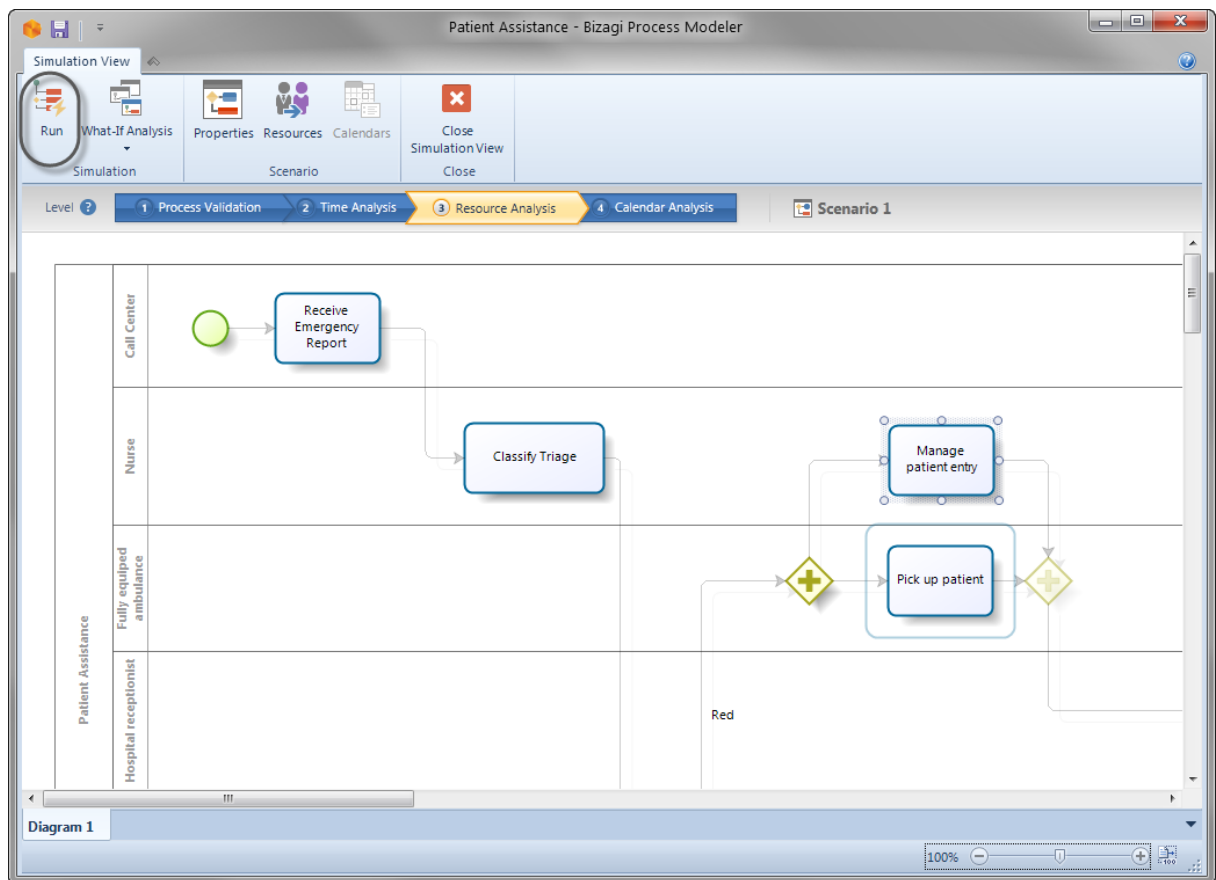 Patient Assistance - Bizagi Process Modeler
Simulation View
Run
What-If Analysis
Properties
Resources
Calendars
Close
Simulation View
Simulation
Scenario
Close
Level ?
1 Process Validation
2 Time Analysis
3 Resource Analysis
4 Calendar Analysis
Scenario 1
Patient Assistance
Call Center
Receive
Emergency
Report
Nurse
Classify Triage
Manage
patient entry
Fully equiped
ambulance
Pick up patient
Hospital receptionist
Red
Diagram 1
100%